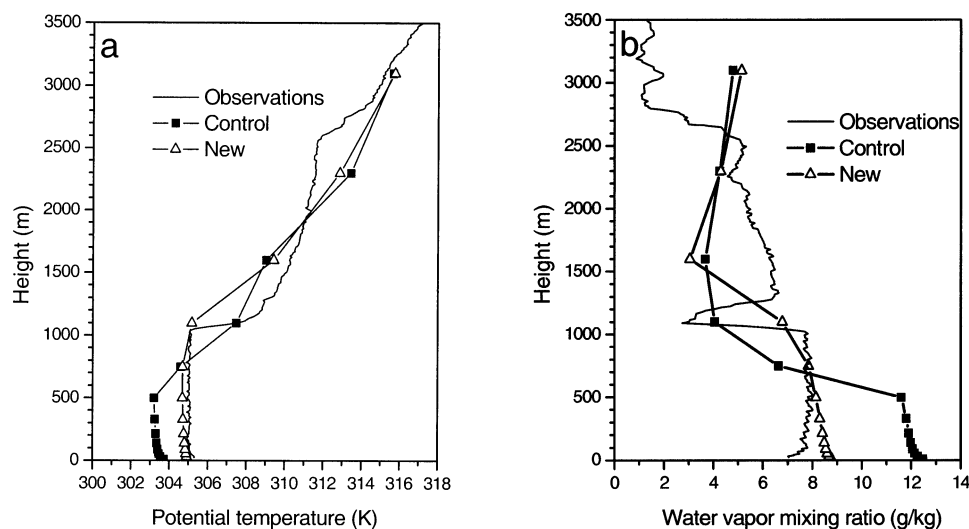 a
3500
3000
2500
2000
1500
1000
500
0
Height (m)
Observations
Control
New
300 302 304 306 308 310 312 314 316 318
Potential temperature (K)
b
3500
3000
2500
2000
1500
1000
500
0
Height (m)
Observations
Control
New
0 2 4 6 8 10 12 14
Water vapor mixing ratio (g/kg)